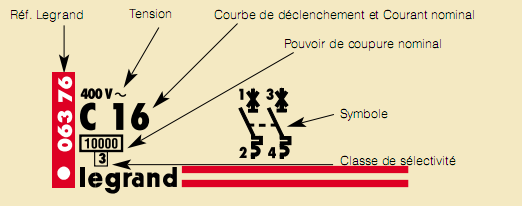 Réf. Legrand
Tension
Courbe de déclenchement et Courant nominal
Pouvoir de coupure nominal
063 76
400 V ~
C 16
10000
3
legrand
1 3
2 4
Symbole
Classe de sélectivité